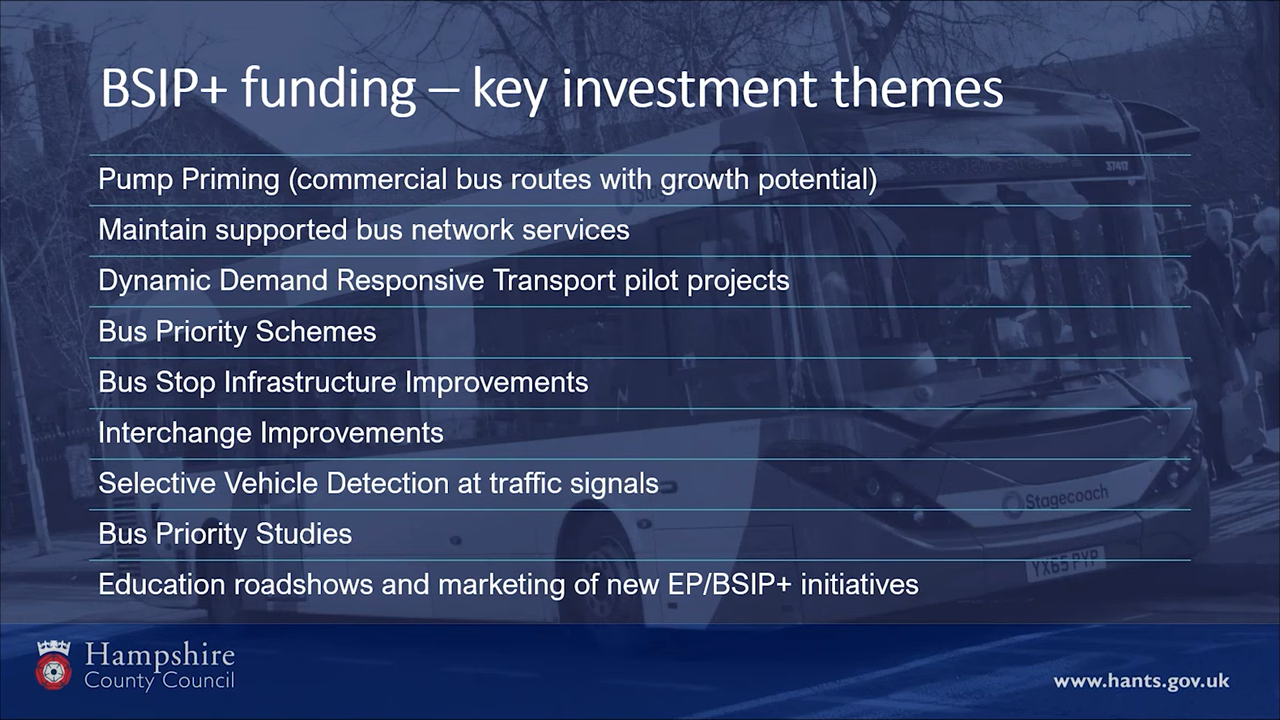 BSIP+ funding – key investment themes
Pump Priming (commercial bus routes with growth potential)
Maintain supported bus network services
Dynamic Demand Responsive Transport pilot projects
Bus Priority Schemes
Bus Stop Infrastructure Improvements
Interchange Improvements
Selective Vehicle Detection at traffic signals
Bus Priority Studies
Education roadshows and marketing of new EP/BSIP+ initiatives
37417
Stagecoach
YX65 PYP
Hampshire
County Council
www.hants.gov.uk